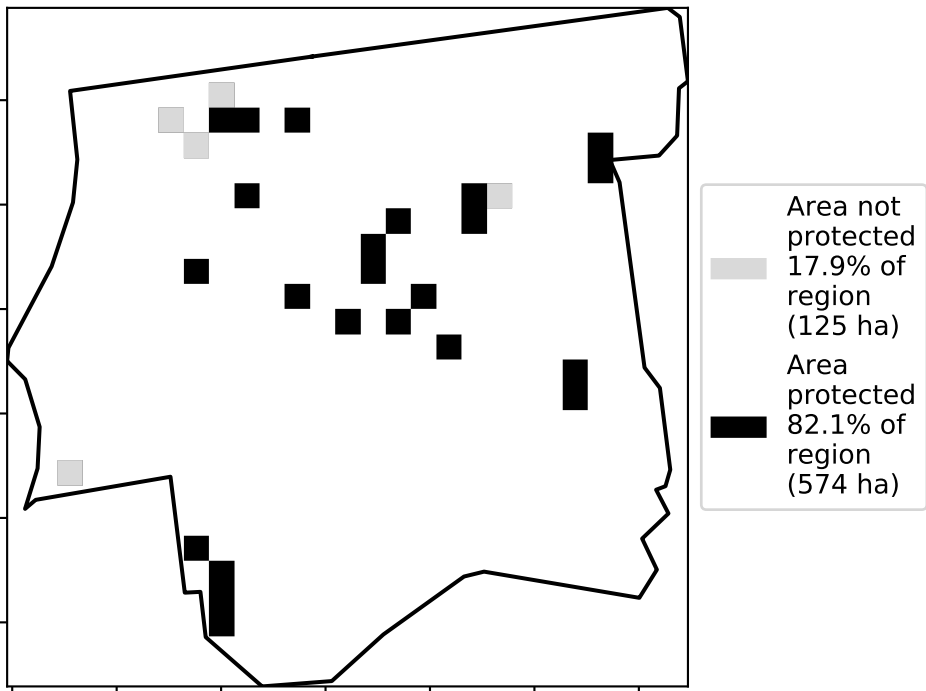 Area not
protected
17.9% of
region
(125 ha)
Area
protected
82.1% of
region
(574 ha)